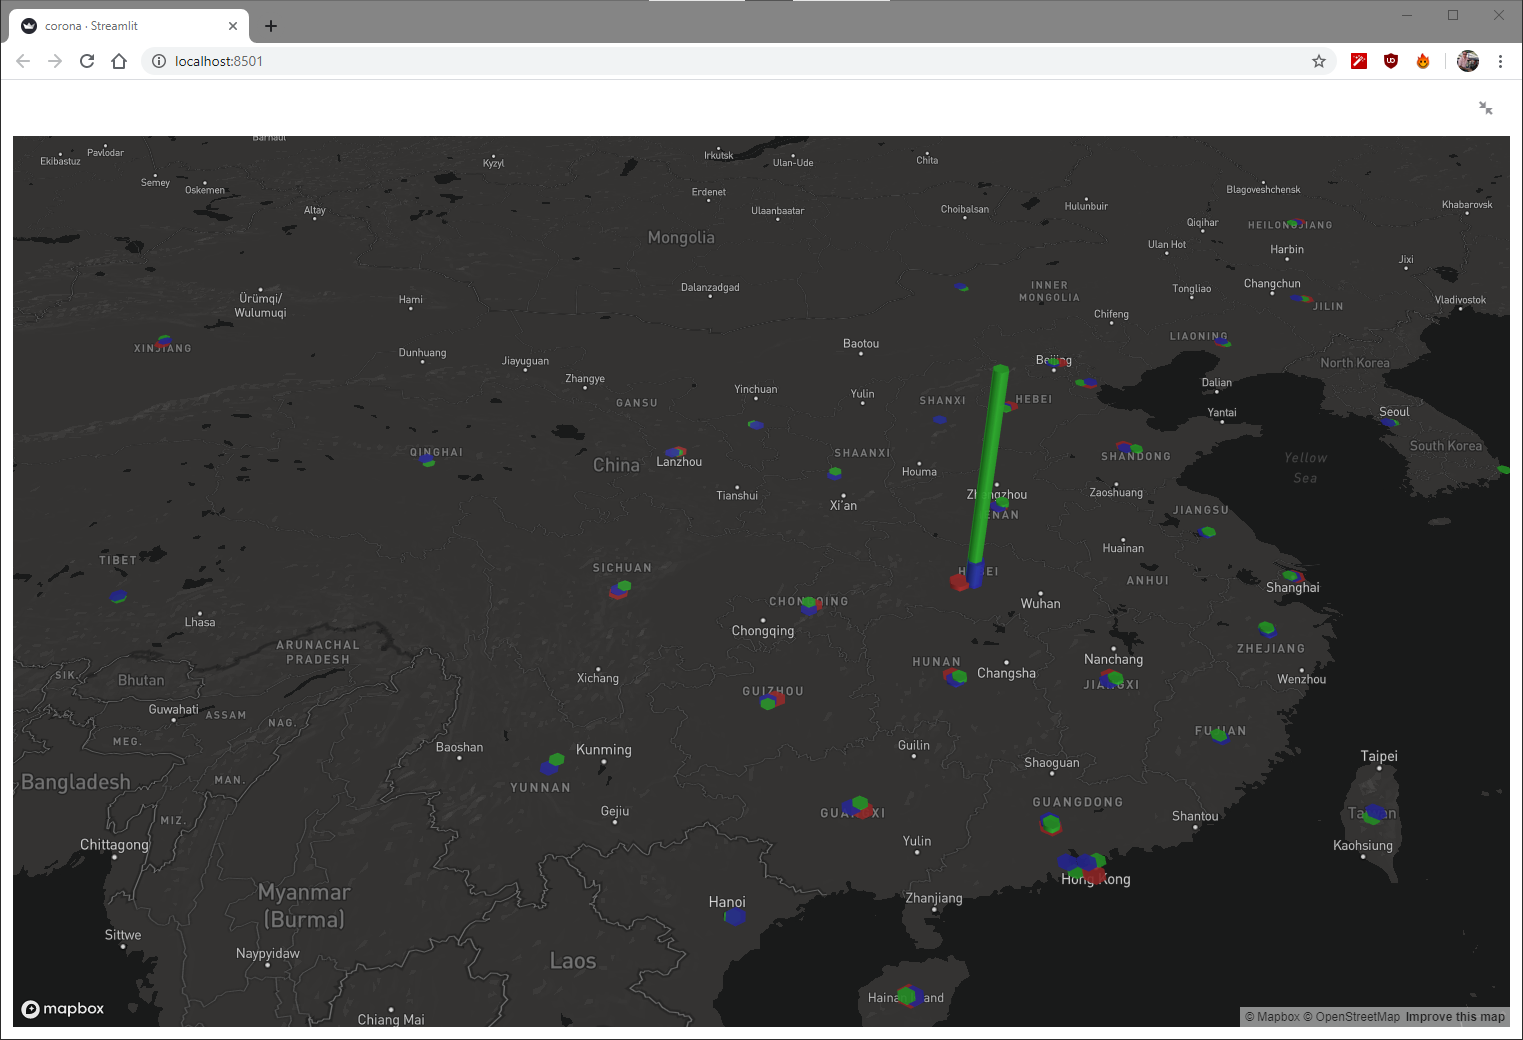 corona · Streamlit
localhost:8501
Barnaul
Ekibastuz
Pavlodar
Semey
Oskemen
Altay
Kyzyl
Irkutsk
Ulan-Ude
Chita
Erdenet
Ulaanbaatar
Choibalsan
Hulunbuir
Blagoveshchensk
Khabarovsk
Qiqihar
HEILONGJIANG
Mongolia
Ulan Hot
Harbin
Jixi
Dalanzadgad
INNER
MONGOLIA
Tongliao
Changchun
JILIN
Vladivostok
Ürümqi/
Wulumuqi
Hami
Chifeng
LIAONING
XINJIANG
Dunhuang
Jiayuguan
Zhangye
Baotou
Beijing
North Korea
Yinchuan
Yulin
GANSU
SHANXI
HEBEI
Dalian
Yantai
Seoul
South Korea
QINGHAI
China
Lanzhou
SHAANXI
Houma
SHANDONG
Yellow
Sea
Tianshui
Xi'an
Zhengzhou
HENAN
Zaoshuang
JIANGSU
Huainan
TIBET
SICHUAN
HUBEI
ANHUI
Shanghai
CHONGQING
Wuhan
Lhasa
Chongqing
ARUNACHAL
PRADESH
HUNAN
Changsha
Nanchang
JIANGXI
ZHEJIANG
Wenzhou
SIK.
Bhutan
Xichang
GUIZHOU
Guwahati
ASSAM
NAG.
MEG.
Baoshan
Kunming
Guilin
FUJIAN
Shaoguan
Taipei
Bangladesh
MAN.
YUNNAN
MIZ.
Gejiu
GUANGXI
GUANGDONG
Shantou
Taiwan
Chittagong
Yulin
Kaohsiung
Hong Kong
Myanmar
(Burma)
Hanoi
Zhanjiang
Sittwe
Naypyidaw
Laos
Hainan Island
Chiang Mai
mapbox
© Mapbox © OpenStreetMap Improve this map